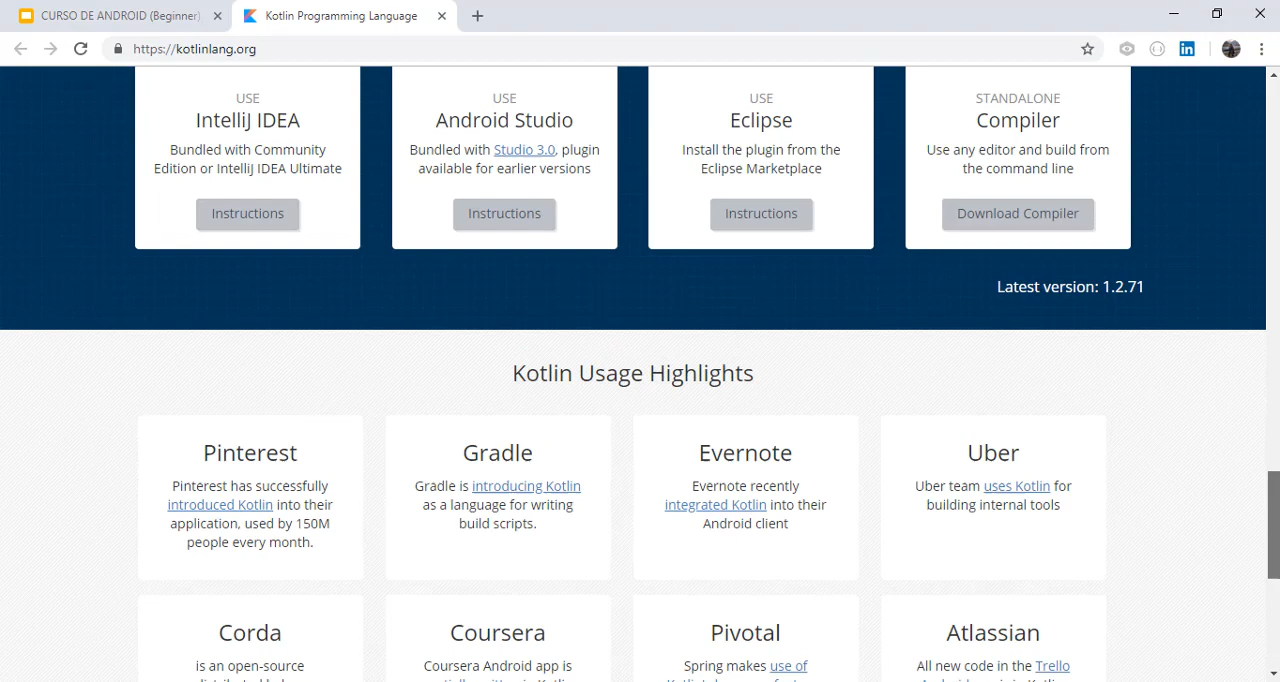 CURSO DE ANDROID (Beginner)
Kotlin Programming Language
https://kotlinlang.org
USE
IntelliJ IDEA
Bundled with Community
Edition or IntelliJ IDEA Ultimate
Instructions
USE
Android Studio
Bundled with Studio 3.0, plugin
available for earlier versions
Instructions
USE
Eclipse
Install the plugin from the
Eclipse Marketplace
Instructions
STANDALONE
Compiler
Use any editor and build from
the command line
Download Compiler
Latest version: 1.2.71
Kotlin Usage Highlights
Pinterest
Pinterest has successfully
introduced Kotlin into their
application, used by 150M
people every month.
Gradle
Gradle is introducing Kotlin
as a language for writing
build scripts.
Evernote
Evernote recently
integrated Kotlin into their
Android client
Uber
Uber team uses Kotlin for
building internal tools
Corda
is an open-source
Coursera
Coursera Android app is
Pivotal
Spring makes use of
Atlassian
All new code in the Trello